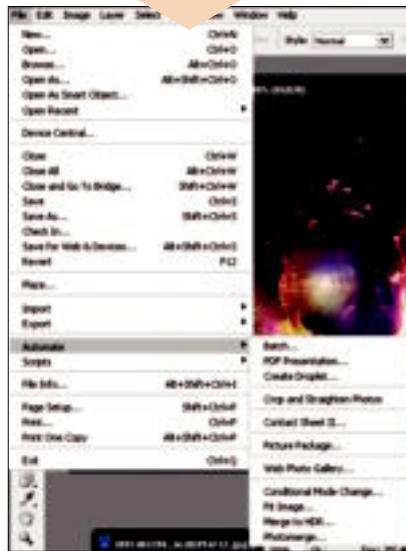 File Edit Image Layer Select Window Help
New... Ctrl+N
Open... Ctrl+O
Browse... Alt+Ctrl+O
Open As... Alt+Shift+Ctrl+O
Open As Smart Object...
Open Recent
Device Central...
Close Ctrl+W
Close All Alt+Ctrl+W
Close and Go To Bridge... Shift+Ctrl+W
Save Ctrl+S
Save As... Shift+Ctrl+S
Check In...
Save for Web & Devices... Alt+Shift+Ctrl+S
Revert F12
Place...
Import
Export
Automate
Scripts
File Info... Alt+Shift+Ctrl+I
Page Setup... Shift+Ctrl+P
Print... Ctrl+P
Print One Copy Alt+Shift+Ctrl+P
Exit Ctrl+Q
Style: Normal
Batch...
PDF Presentation...
Create Droplet...
Crop and Straighten Photos
Contact Sheet II...
Picture Package...
Web Photo Gallery...
Conditional Mode Change...
Fit Image...
Merge to HDR...
Photomerge...